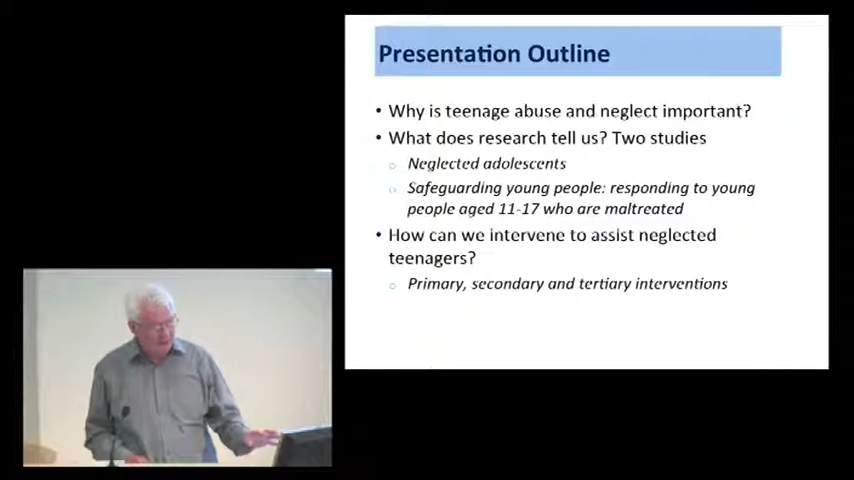 Presentation Outline
• Why is teenage abuse and neglect important?
• What does research tell us? Two studies
○ Neglected adolescents
○ Safeguarding young people: responding to young
people aged 11-17 who are maltreated
• How can we intervene to assist neglected
teenagers?
○ Primary, secondary and tertiary interventions